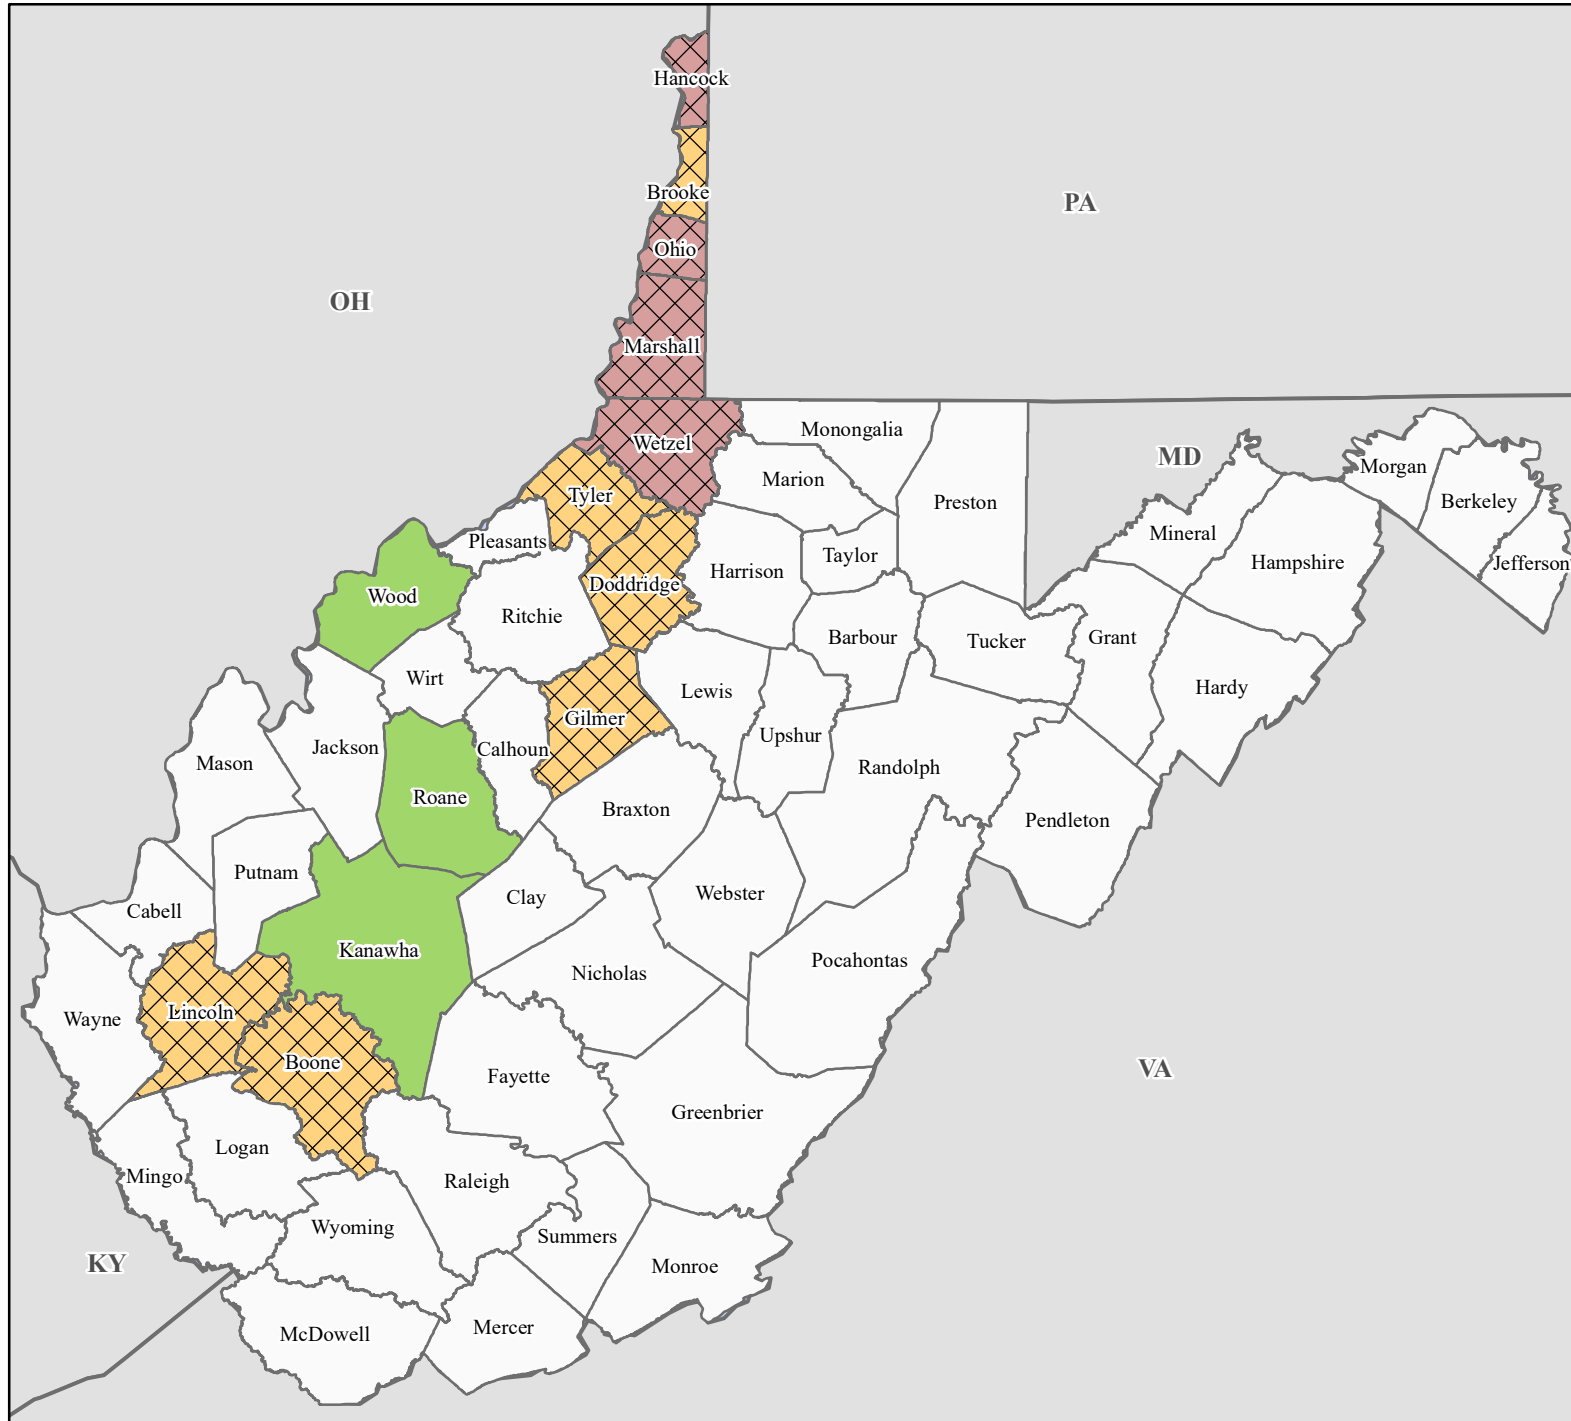 Hancock
Brooke
PA
Ohio
OH
Marshall
Wetzel
Monongalia
MD
Morgan
Marion
Tyler
Preston
Berkeley
Mineral
Pleasants
Taylor
Hampshire
Jefferson
Harrison
Doddridge
Wood
Ritchie
Barbour
Tucker
Grant
Wirt
Lewis
Hardy
Gilmer
Upshur
Jackson
Calhoun
Mason
Randolph
Roane
Braxton
Pendleton
Putnam
Clay
Webster
Cabell
Kanawha
Pocahontas
Nicholas
Lincoln
Wayne
Boone
VA
Fayette
Greenbrier
Logan
Mingo
Raleigh
Wyoming
Summers
KY
Monroe
Mercer
McDowell